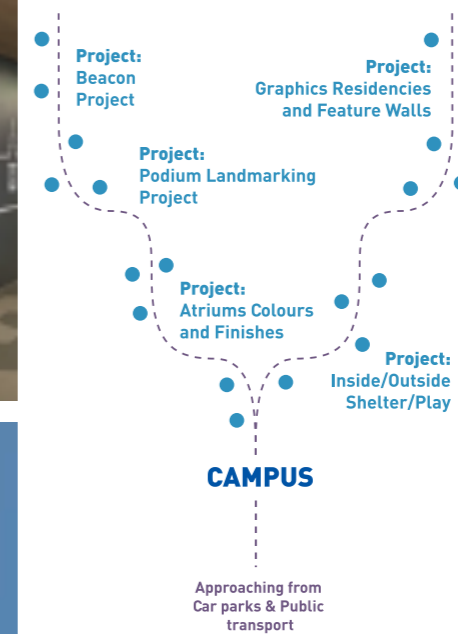 Project:
Beacon
Project
Project:
Graphics Residencies
and Feature Walls
Project:
Podium Landmarking
Project
Project:
Atriums Colours
and Finishes
Project:
Inside/Outside
Shelter/Play
CAMPUS
Approaching from
Car parks & Public
transport